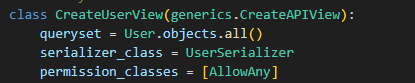 class CreateUserView(generics.CreateAPIView):
    queryset = User.objects.all()
    serializer_class = UserSerializer
    permission_classes = [AllowAny]